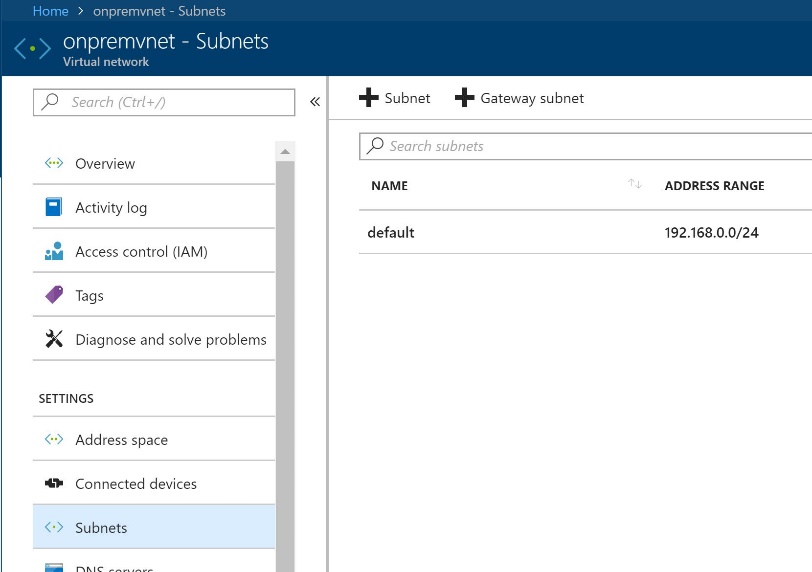 Home > onpremvnet - Subnets
onpremvnet - Subnets
Virtual network
Search (Ctrl+/)
«
Overview
Activity log
Access control (IAM)
Tags
Diagnose and solve problems
SETTINGS
Address space
Connected devices
Subnets
DNS servers
Subnet
Gateway subnet
Search subnets
NAME
ADDRESS RANGE
default
192.168.0.0/24